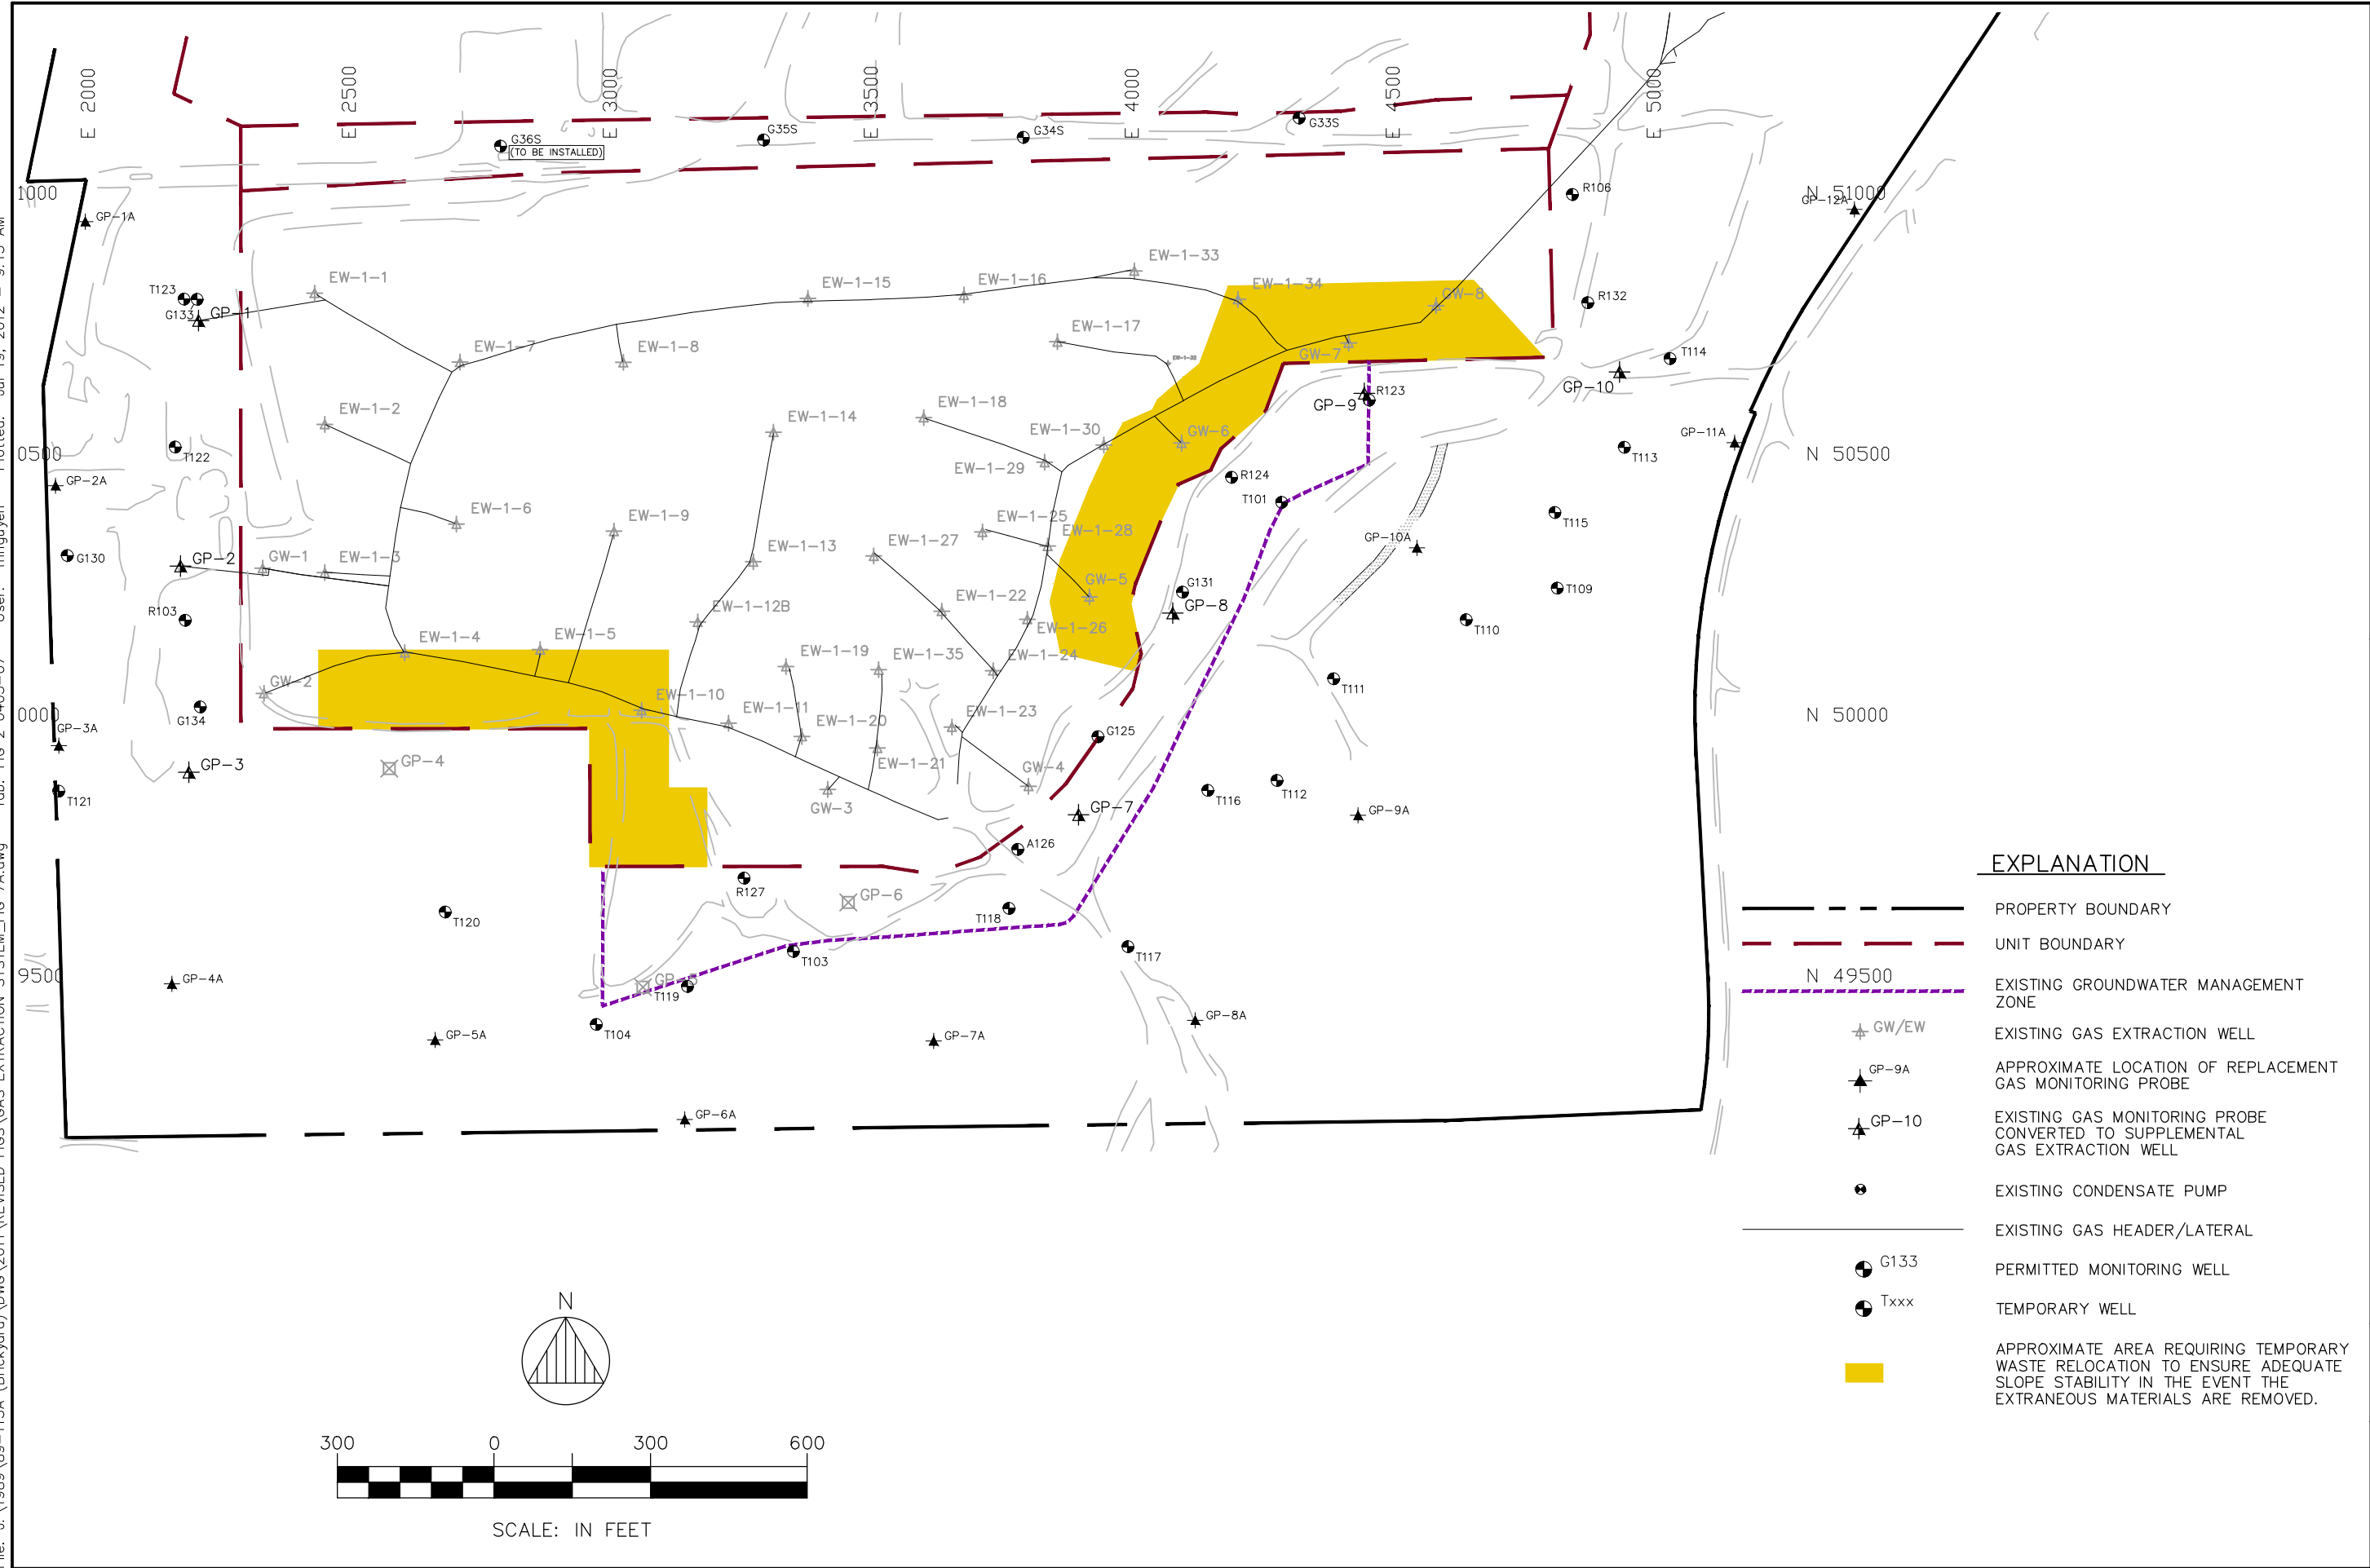 E 2000
E 2500
E 3000
E 3500
E 4000
E 4500
E 5000
G36S
(TO BE INSTALLED)
G35S
G34S
G33S
1000
N 51000
GP-1A
R106
GP-12A
EW-1-33
EW-1-1
EW-1-15
EW-1-16
EW-1-34
T123
G133
GP-1
GW-8
R132
EW-1-7
EW-1-8
EW-1-17
EW-1-32
GW-7
T114
GP-10
R123
GP-9
EW-1-2
EW-1-14
EW-1-18
EW-1-30
GW-6
GP-11A
T122
0500
EW-1-29
T113
N 50500
GP-2A
R124
T101
EW-1-6
EW-1-9
EW-1-25
EW-1-28
T115
GP-10A
G130
GP-2
GW-1
EW-1-3
EW-1-13
EW-1-27
GW-5
G131
T109
R103
EW-1-12B
EW-1-22
EW-1-26
GP-8
T110
EW-1-4
EW-1-5
EW-1-19
EW-1-35
EW-1-24
T111
GW-2
EW-1-10
0000
G134
EW-1-11
EW-1-20
EW-1-23
G125
N 50000
GP-3A
GP-3
GP-4
EW-1-21
GW-4
T121
GW-3
GP-7
T116
T112
GP-9A
A126
R127
GP-6
T120
T118
T103
T117
9500
GP-4A
GP-5
T119
N 49500
T104
GP-5A
GP-7A
GP-8A
GP-6A
EXPLANATION
PROPERTY BOUNDARY
UNIT BOUNDARY
EXISTING GROUNDWATER MANAGEMENT
ZONE
GW/EW
EXISTING GAS EXTRACTION WELL
GP-9A
APPROXIMATE LOCATION OF REPLACEMENT
GAS MONITORING PROBE
GP-10
EXISTING GAS MONITORING PROBE
CONVERTED TO SUPPLEMENTAL
GAS EXTRACTION WELL
EXISTING CONDENSATE PUMP
EXISTING GAS HEADER/LATERAL
G133
PERMITTED MONITORING WELL
Txxx
TEMPORARY WELL
APPROXIMATE AREA REQUIRING TEMPORARY
WASTE RELOCATION TO ENSURE ADEQUATE
SLOPE STABILITY IN THE EVENT THE
EXTRANEOUS MATERIALS ARE REMOVED.
N
300 0 300 600
SCALE: IN FEET